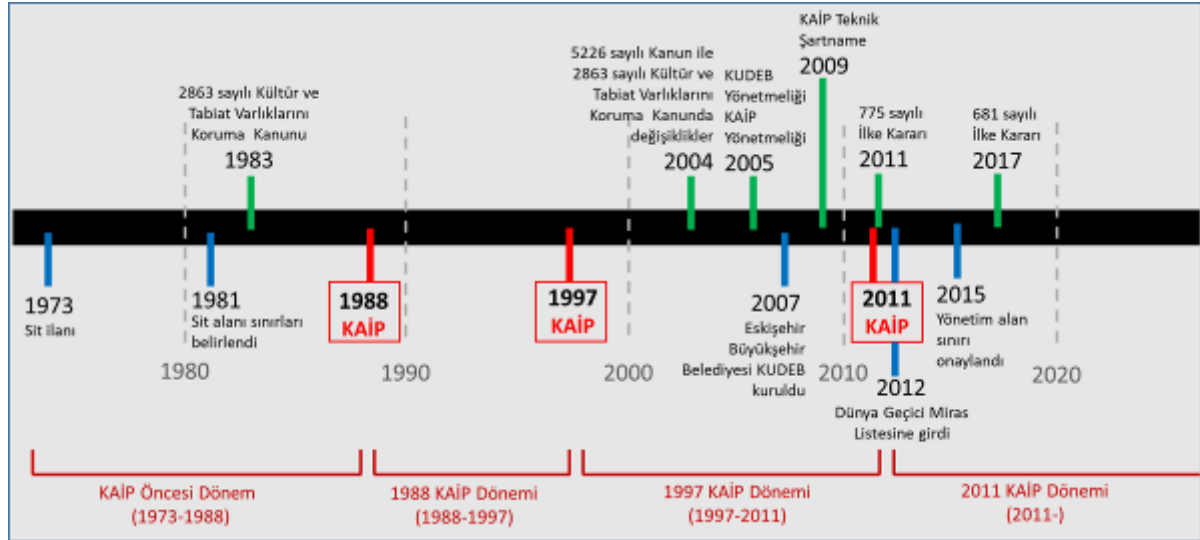 2863 sayılı Kültür ve
Tabiat Varlıklarını
Koruma Kanunu
1983
5226 sayılı Kanun ile
2863 sayılı Kültür ve
Tabiat Varlıklarını
Koruma Kanunda
değişiklikler
2004
KUDEB
Yönetmeliği
KAİP
Yönetmeliği
2005
KAİP Teknik
Şartname
2009
775 sayılı
İlke Kararı
2011
681 sayılı
İlke Kararı
2017
1973
Sit ilanı
1981
Sit alanı sınırları
belirlendi
1988
KAİP
1997
KAİP
2007
Eskişehir
Büyükşehir
Belediyesi KUDEB
kuruldu
2011
KAİP
2012
Dünya Geçici Miras
Listesine girdi
2015
Yönetim alan
sınırı
onaylandı
1980
1990
2000
2010
2020
KAİP Öncesi Dönem
(1973-1988)
1988 KAİP Dönemi
(1988-1997)
1997 KAİP Dönemi
(1997-2011)
2011 KAİP Dönemi
(2011-)